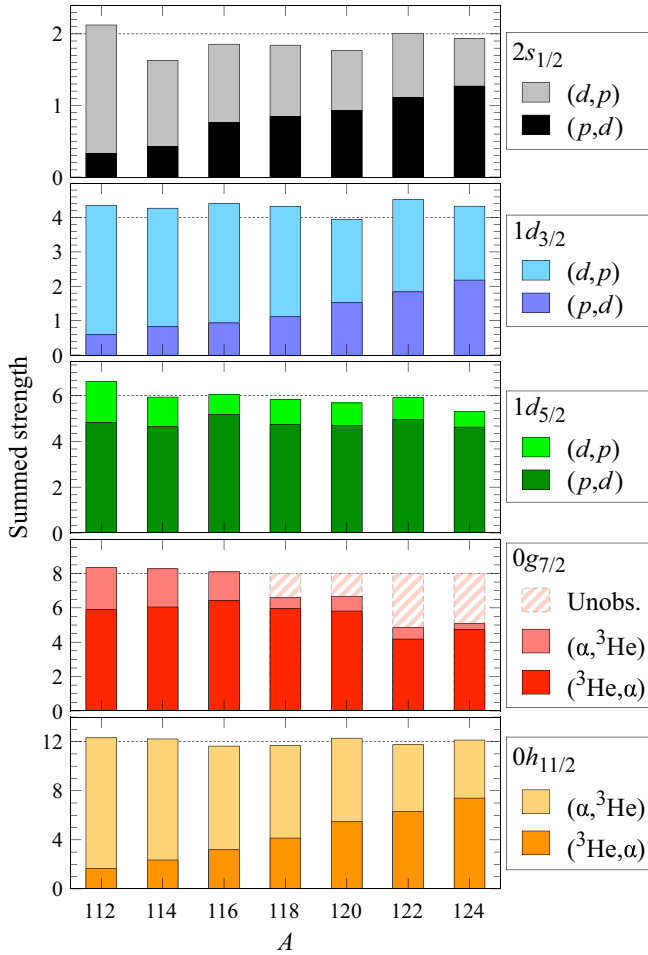 Summed strength
2
1
0
2s1/2
(d,p)
(p,d)
4
3
2
1
0
1d3/2
(d,p)
(p,d)
6
4
2
0
1d5/2
(d,p)
(p,d)
8
6
4
2
0
0g7/2
Unobs.
(α,³He)
(³He,α)
12
8
4
0
0h11/2
(α,³He)
(³He,α)
112 114 116 118 120 122 124
A